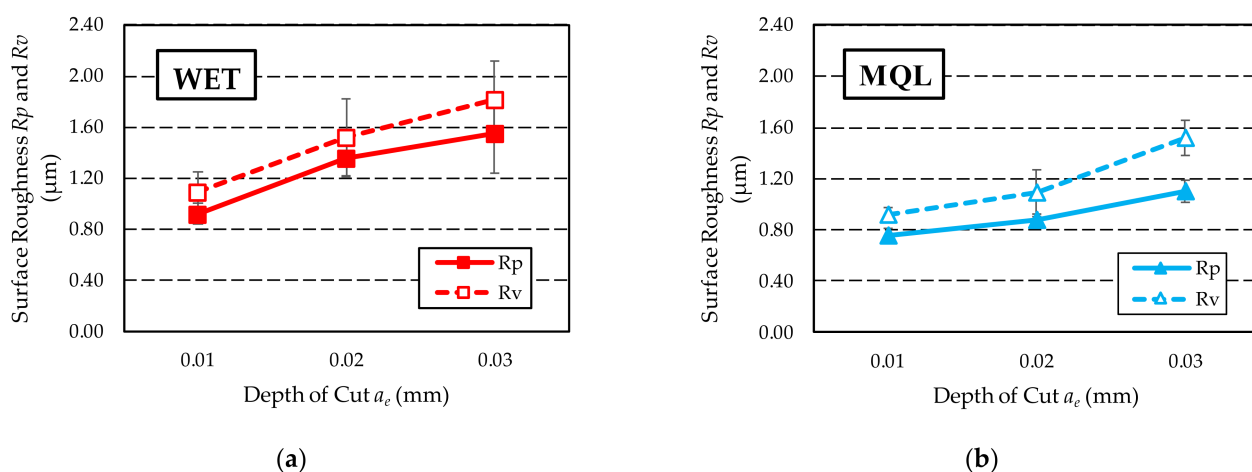 Surface Roughness Rp and Rv
(μm)
2.40
2.00
1.60
1.20
0.80
0.40
0.00
WET
Rp
Rv
0.01
0.02
0.03
Depth of Cut ae (mm)
(a)
Surface Roughness Rp and Rv
(μm)
2.40
2.00
1.60
1.20
0.80
0.40
0.00
MQL
Rp
Rv
0.01
0.02
0.03
Depth of Cut ae (mm)
(b)